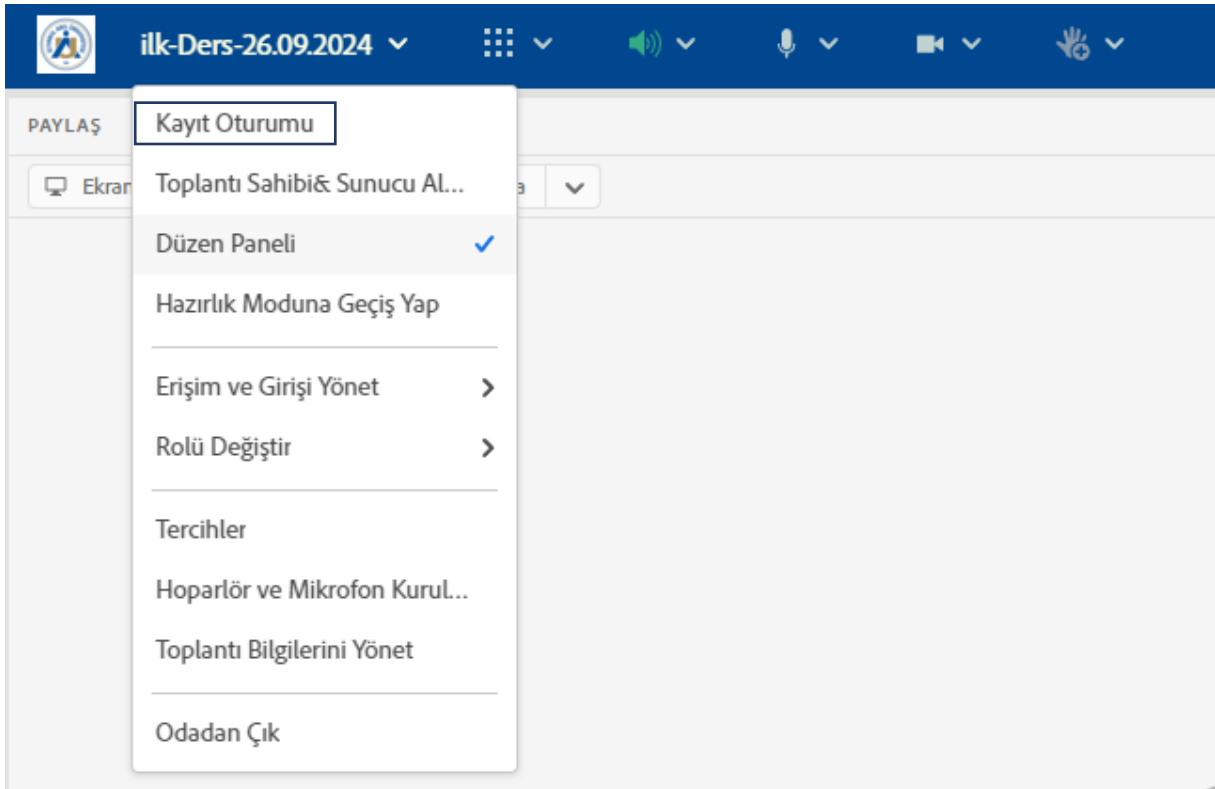 ilk-Ders-26.09.2024
PAYLAŞ
Kayıt Oturumu
Ekran
Toplantı Sahibi& Sunucu Al...
a
Düzen Paneli
Hazırlık Moduna Geçiş Yap
Erişim ve Girişi Yönet
Rolü Değiştir
Tercihler
Hoparlör ve Mikrofon Kurul...
Toplantı Bilgilerini Yönet
Odadan Çık